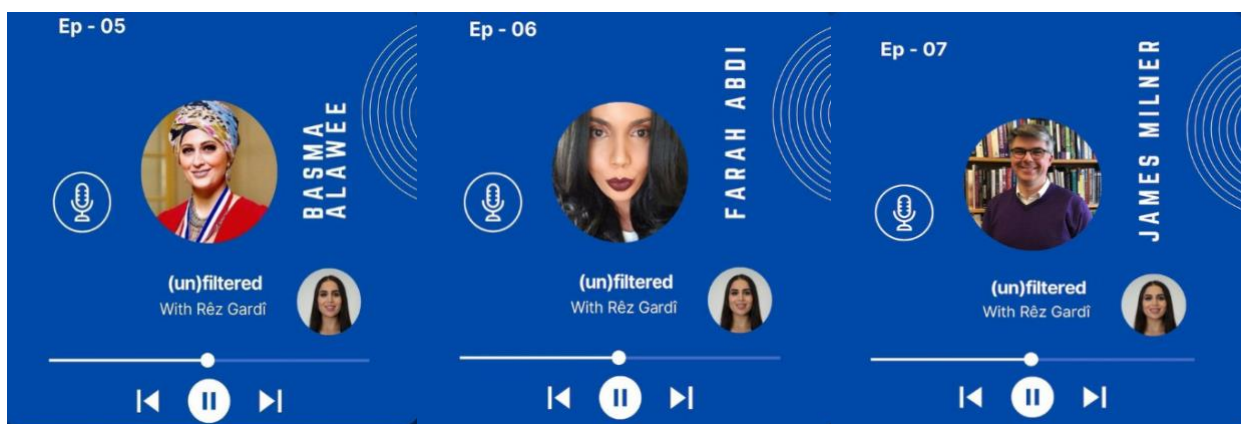 Ep - 05
BASMA
ALAWEE
(un)filtered
With Rêz Gardî
Ep - 06
FARAH ABDI
(un)filtered
With Rêz Gardî
Ep - 07
JAMES MILNER
(un)filtered
With Rêz Gardî